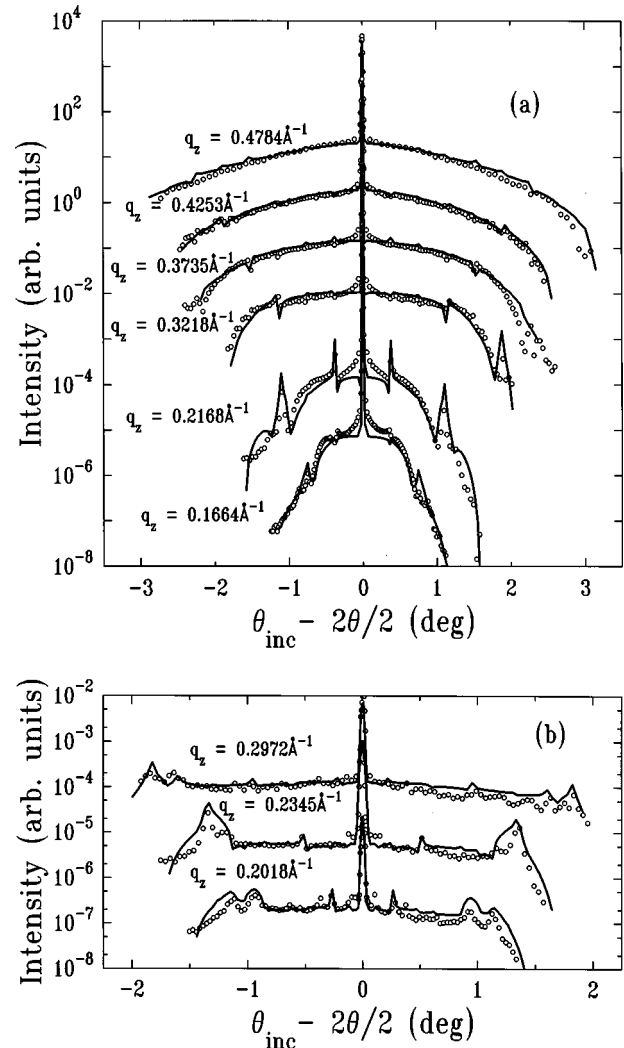 10^4
(a)
10^2
q_z = 0.4784Å^-1
10^0
q_z = 0.4253Å^-1
q_z = 0.3735Å^-1
10^-2
q_z = 0.3218Å^-1
10^-4
q_z = 0.2168Å^-1
10^-6
q_z = 0.1664Å^-1
10^-8
Intensity (arb. units)
-3 -2 -1 0 1 2 3
θ_inc - 2θ/2 (deg)
10^-2
(b)
10^-3
q_z = 0.2972Å^-1
10^-4
q_z = 0.2345Å^-1
10^-5
10^-6
q_z = 0.2018Å^-1
10^-7
10^-8
Intensity (arb. units)
-2 -1 0 1 2
θ_inc - 2θ/2 (deg)